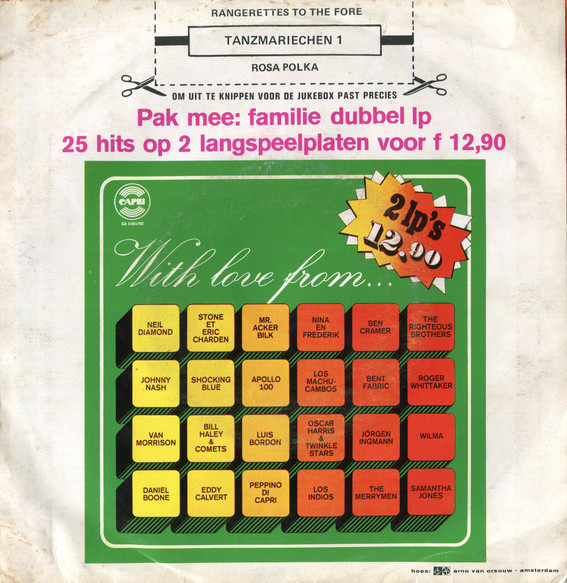 RANGERETTES TO THE FORE
TANZMARIECHEN 1
ROSA POLKA
OM UIT TE KNIPPEN VOOR DE JUKEBOX PAST PRECIES
Pak mee: familie dubbel lp
25 hits op 2 langspeelplaten voor f 12,90
CAPRI
2 lp's
12.90
With love from...
NEIL DIAMOND
STONE ET ERIC CHARDEN
MR. ACKER BILK
NINA EN FREDERIK
BEN CRAMER
THE RIGHTEOUS BROTHERS
JOHNNY NASH
SHOCKING BLUE
APOLLO 100
LOS MACHU-CAMBOS
BENT FABRIC
ROGER WHITTAKER
VAN MORRISON
BILL HALEY & COMETS
LUIS BORDON
OSCAR HARRIS & TWINKLE STARS
JÖRGEN INGMANN
WILMA
DANIEL BOONE
EDDY CALVERT
PEPPINO DI CAPRI
LOS INDIOS
THE MERRYMEN
SAMANTHA JONES
hoes: arno van orsouw - amsterdam